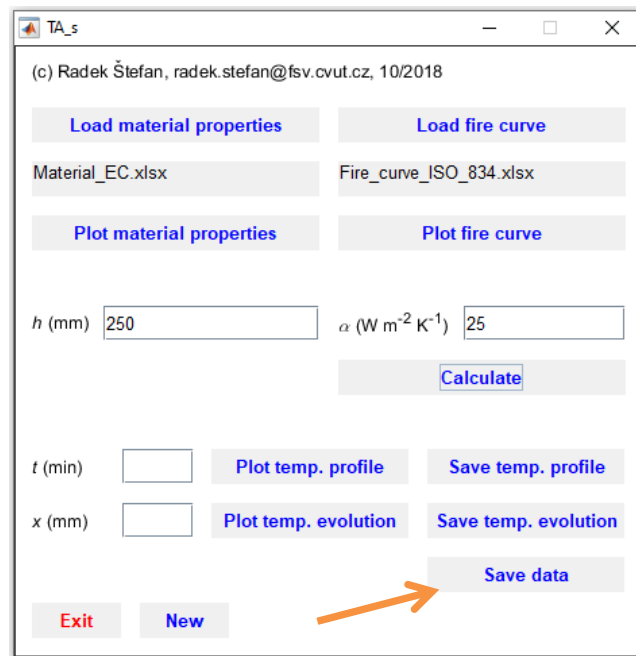 TA_s
(c) Radek Štefan, radek.stefan@fsv.cvut.cz, 10/2018
Load material properties Load fire curve
Material_EC.xlsx Fire_curve_ISO_834.xlsx
Plot material properties Plot fire curve
h (mm) 250 α (W m⁻² K⁻¹) 25
Calculate
t (min) Plot temp. profile Save temp. profile
x (mm) Plot temp. evolution Save temp. evolution
Save data
Exit New